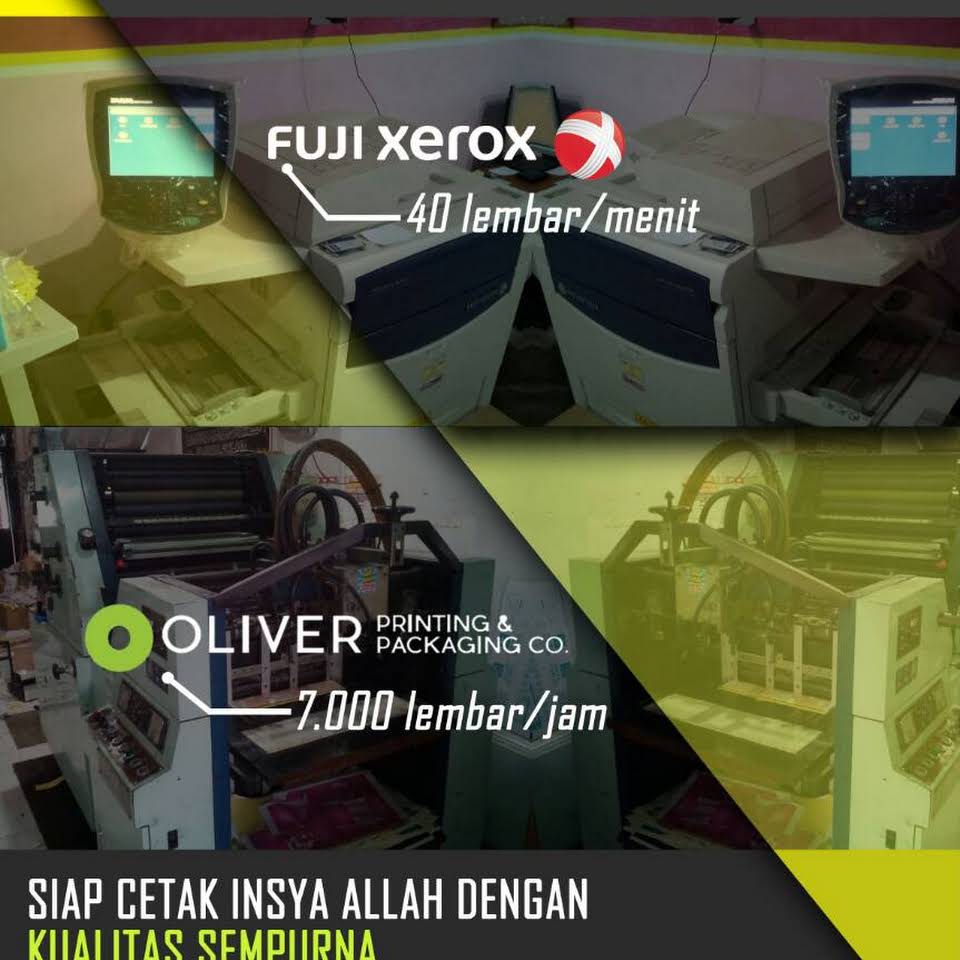 FUJI xerox
40 lembar/menit
OLIVER PRINTING &
PACKAGING CO.
7.000 lembar/jam
SIAP CETAK INSYA ALLAH DENGAN
KUALITAS SEMPURNA